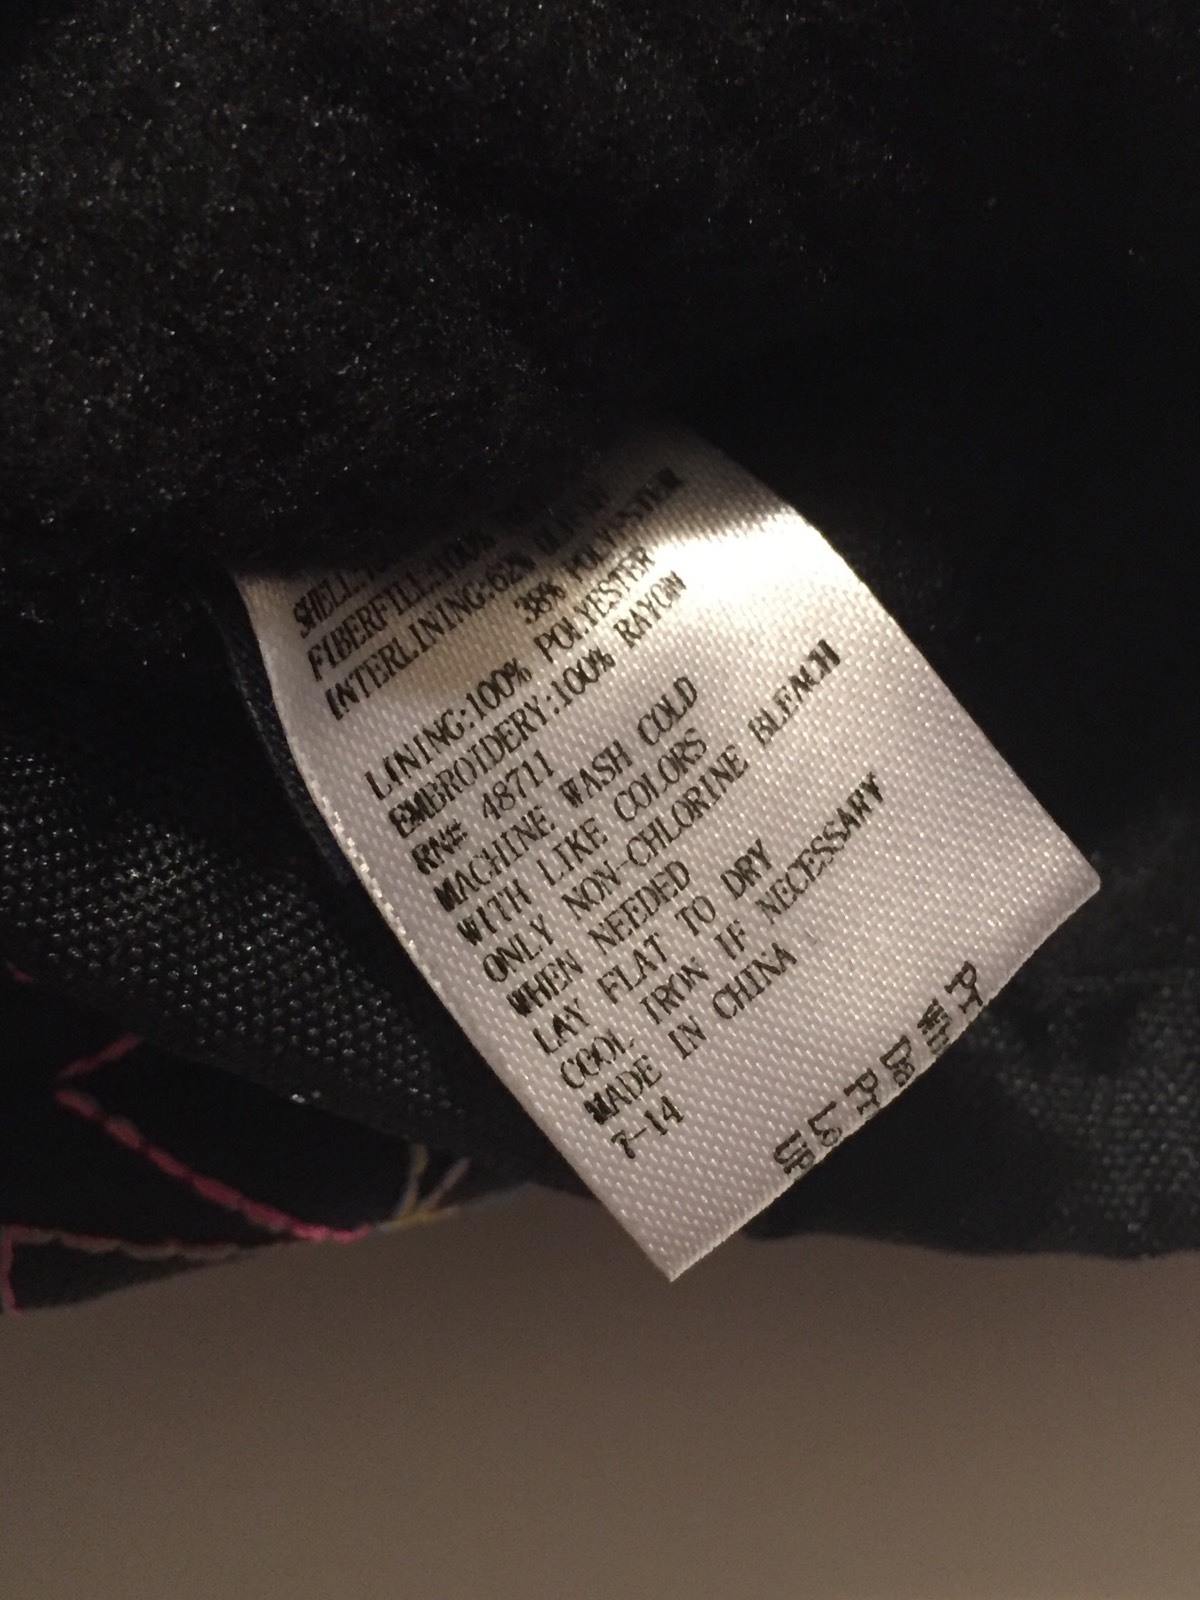 SHELL:
FIBERFILL:100%
INTERLINING:62%
38% POLYESTER
LINING:100% POLYESTER
EMBROIDERY:100% RAYON
RN# 48711
MACHINE WASH COLD
WITH LIKE COLORS
ONLY NON-CHLORINE BLEACH
WHEN NEEDED
LAY FLAT TO DRY
COOL IRON IF NECESSARY
MADE IN CHINA
7-14